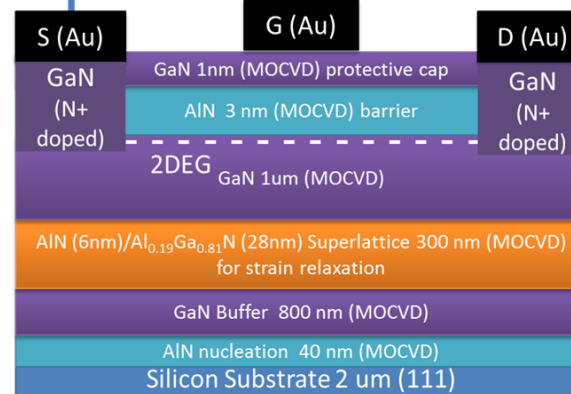 S (Au)
G (Au)
D (Au)
GaN
(N+
doped)
GaN 1nm (MOCVD) protective cap
GaN
(N+
doped)
AlN 3 nm (MOCVD) barrier
2DEG
GaN 1um (MOCVD)
AlN (6nm)/Al₀.₁₉Ga₀.₈₁N (28nm) Superlattice 300 nm (MOCVD)
for strain relaxation
GaN Buffer 800 nm (MOCVD)
AlN nucleation 40 nm (MOCVD)
Silicon Substrate 2 um (111)